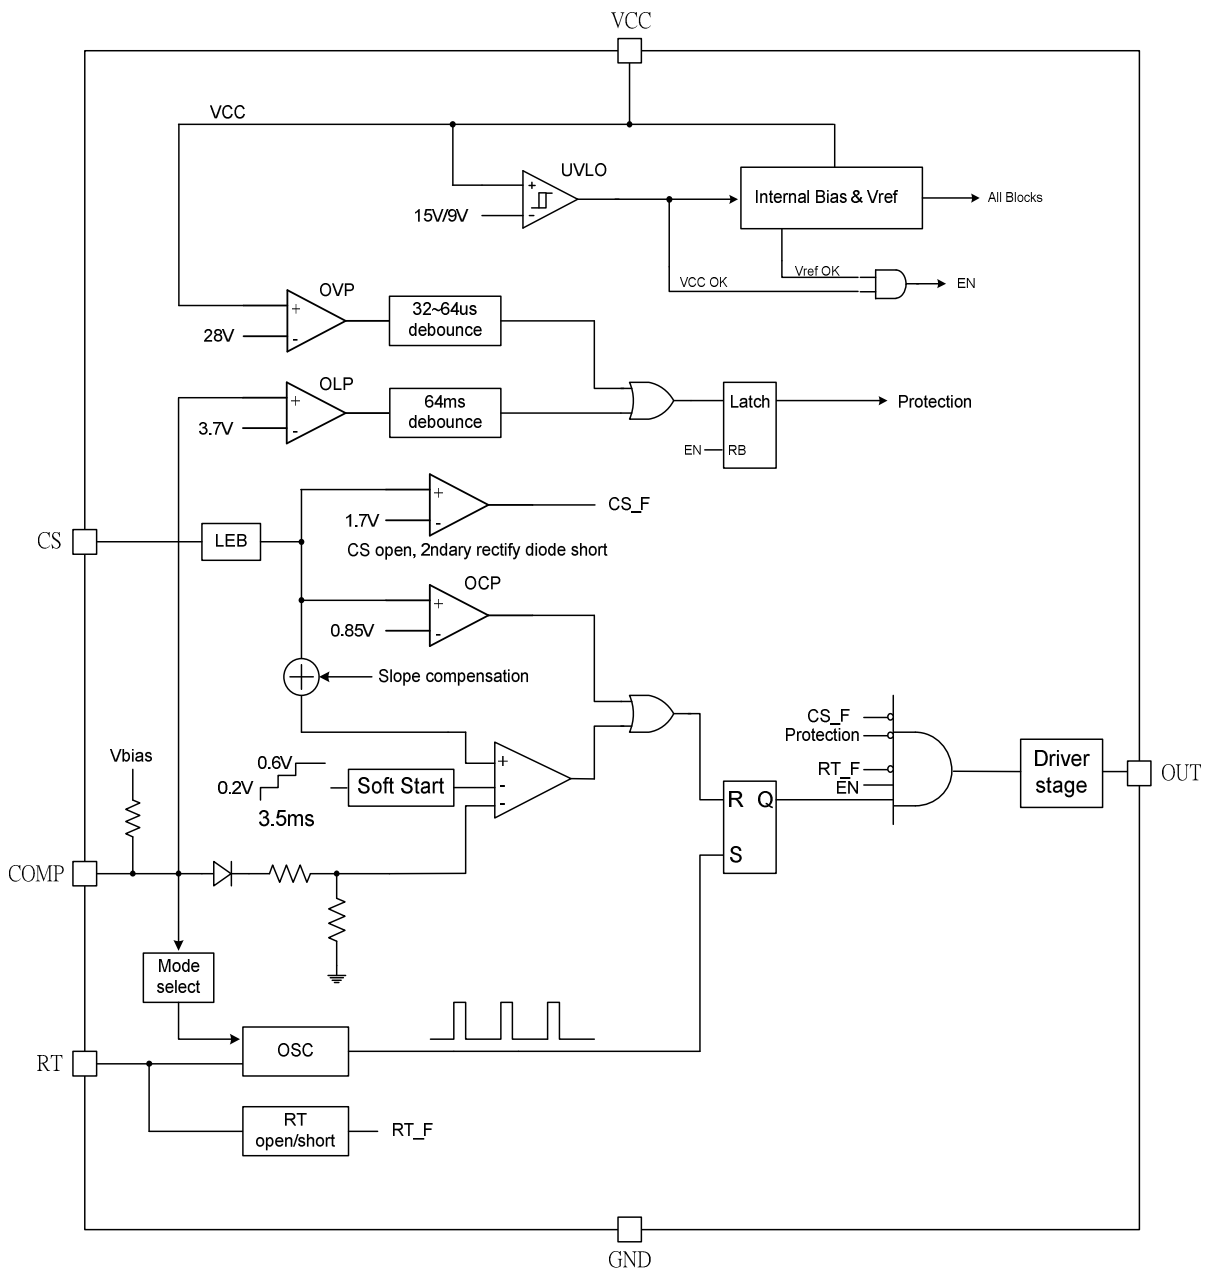 VCC
VCC
UVLO
+
-
15V/9V
Internal Bias & Vref
All Blocks
Vref OK
VCC OK
EN
OVP
+
-
28V
32~64us
debounce
OLP
+
-
3.7V
64ms
debounce
Latch
EN
RB
Protection
CS
LEB
+
-
1.7V
CS_F
CS open, 2ndary rectify diode short
OCP
+
-
0.85V
Slope compensation
Vbias
0.6V
0.2V
3.5ms
Soft Start
+
-
-
CS_F
Protection
RT_F
EN
Driver
stage
OUT
R Q
S
COMP
Mode
select
RT
OSC
RT
open/short
RT_F
GND